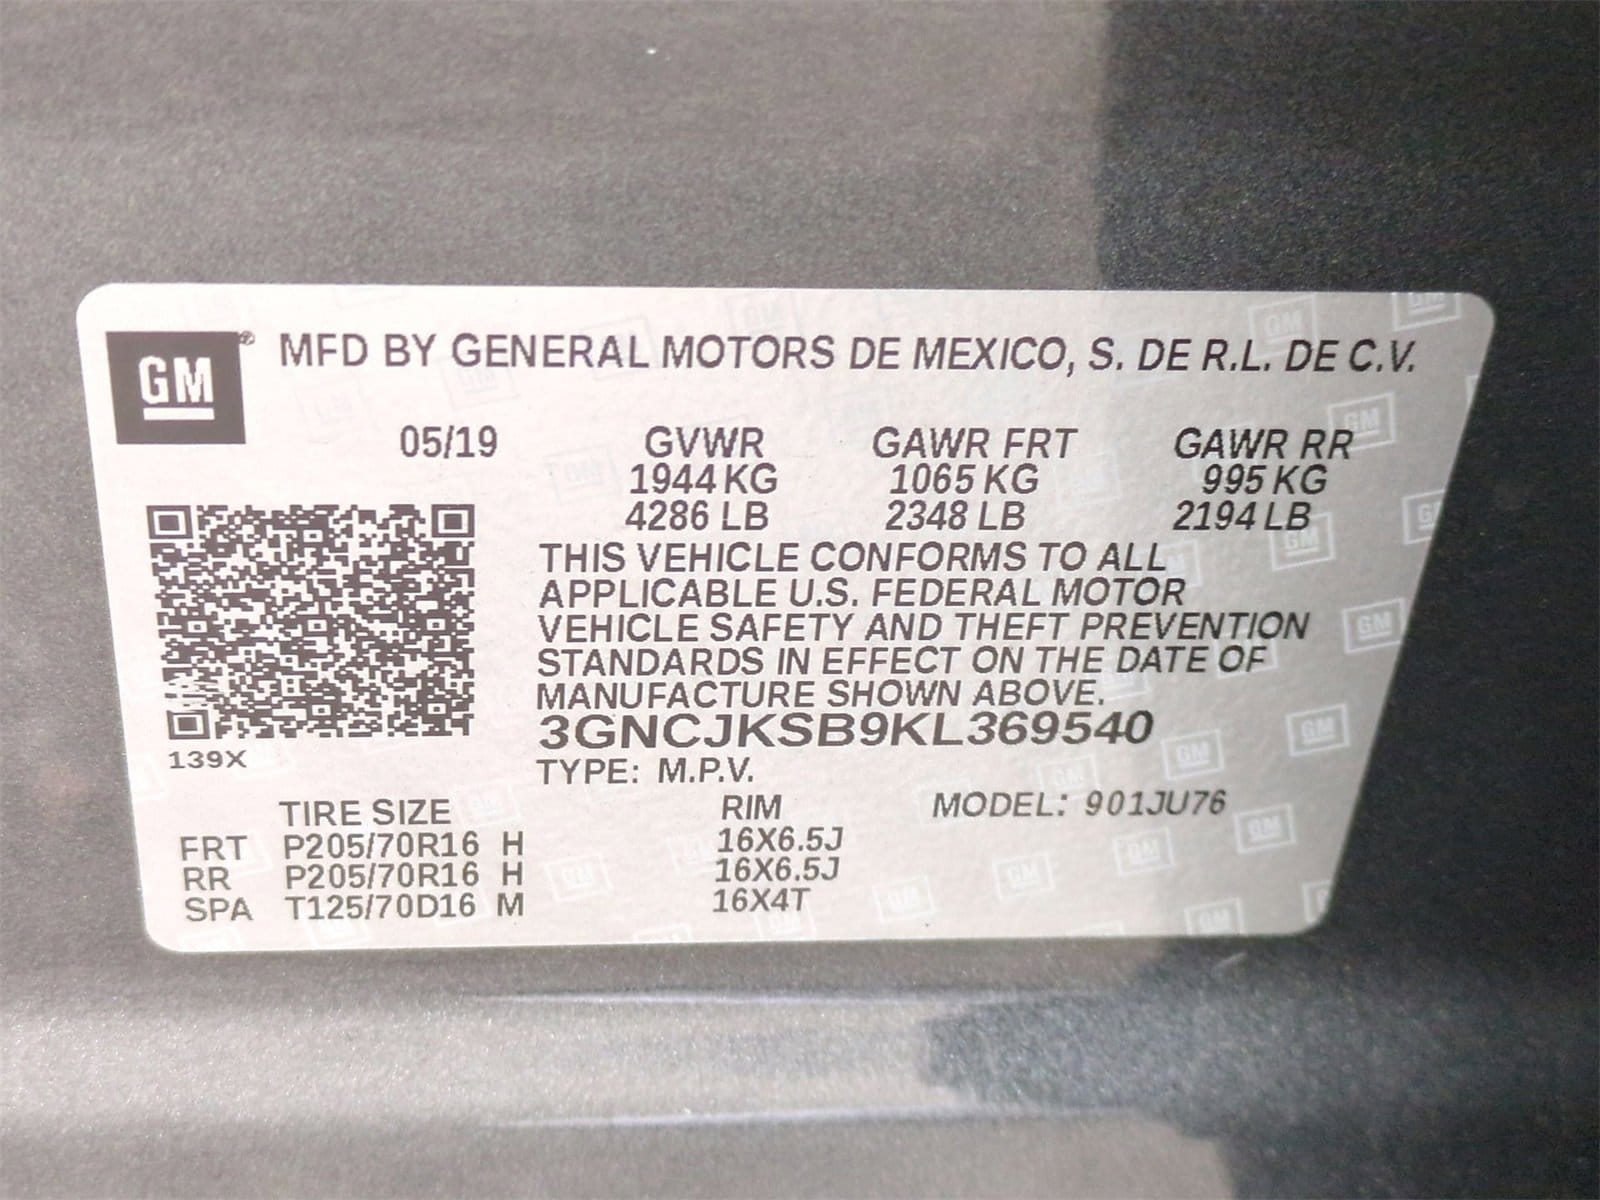 GM® MFD BY GENERAL MOTORS DE MEXICO, S. DE R.L. DE C.V.
05/19 GVWR GAWR FRT GAWR RR
1944 KG 1065 KG 995 KG
4286 LB 2348 LB 2194 LB
THIS VEHICLE CONFORMS TO ALL
APPLICABLE U.S. FEDERAL MOTOR
VEHICLE SAFETY AND THEFT PREVENTION
STANDARDS IN EFFECT ON THE DATE OF
MANUFACTURE SHOWN ABOVE.
3GNCJKSB9KL369540
139X
TYPE: M.P.V.
TIRE SIZE RIM MODEL: 901JU76
FRT P205/70R16 H 16X6.5J
RR P205/70R16 H 16X6.5J
SPA T125/70D16 M 16X4T